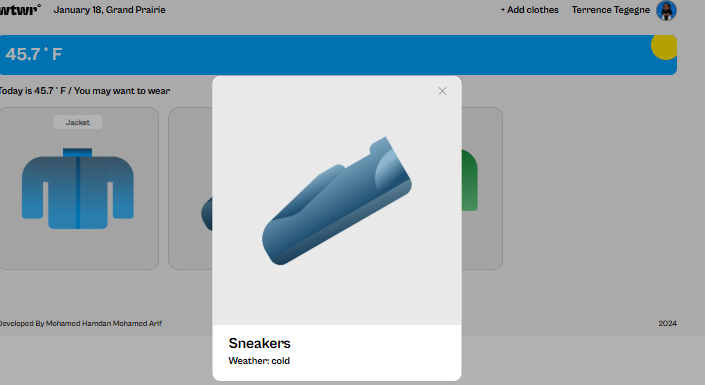 wtwr°
January 18, Grand Prairie
+ Add clothes
Terrence Tegegne
45.7 ° F
Today is 45.7 ° F / You may want to wear
Jacket
Sneakers
Weather: cold
Developed By Mohamed Hamdan Mohamed Arif
2024